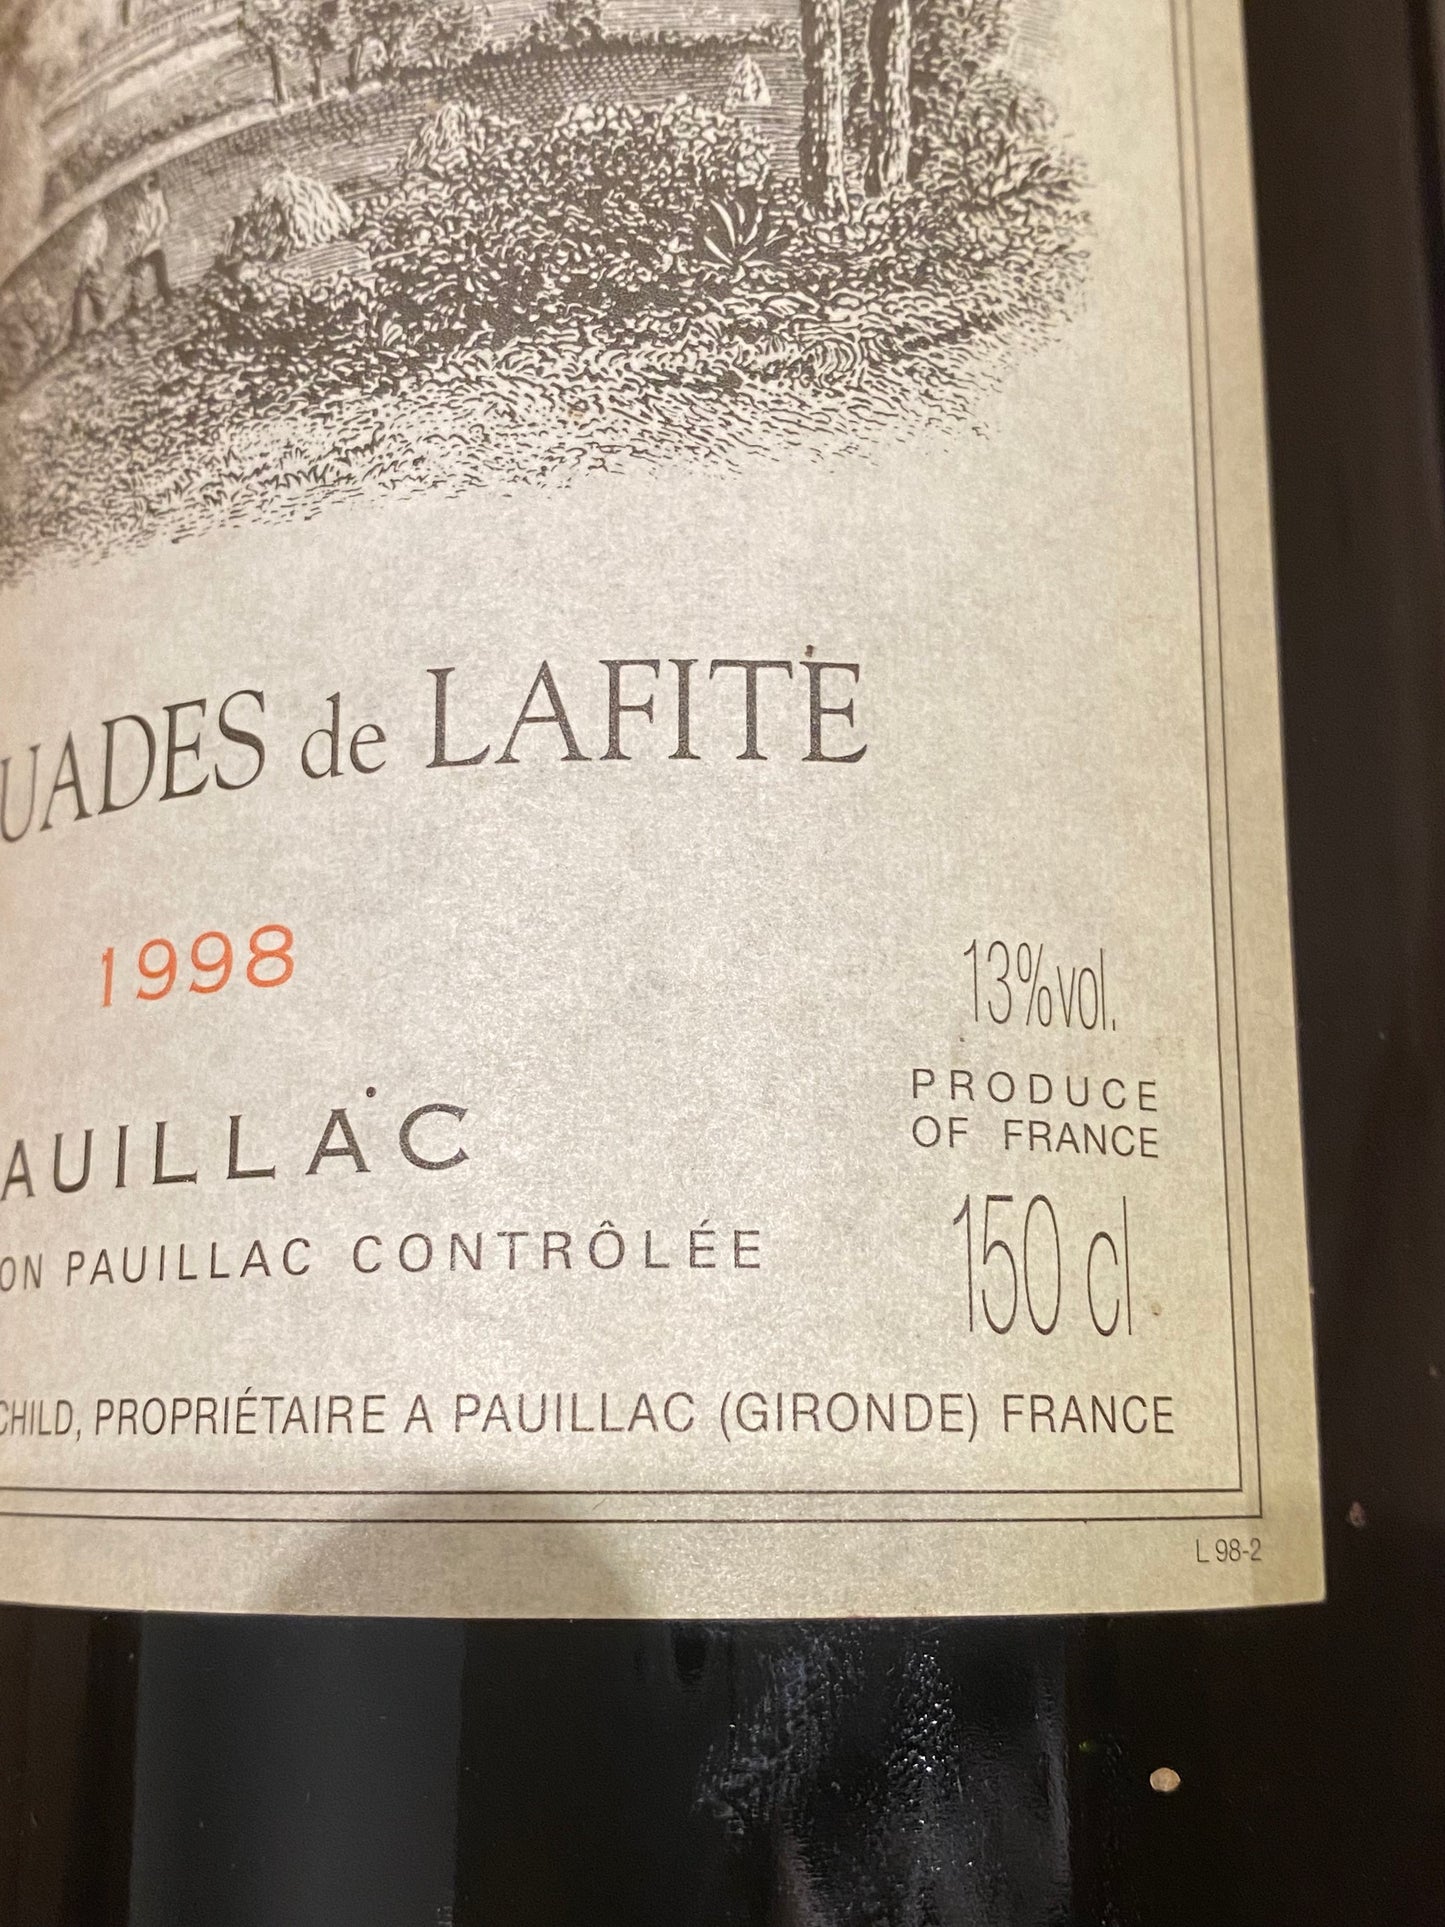 UADES de LAFITE
1998
13%vol.
PRODUCE
OF FRANCE
AUILLAC
150 cl
ON PAUILLAC CONTRÔLÉE
CHILD, PROPRIÉTAIRE A PAUILLAC (GIRONDE) FRANCE
L 98-2